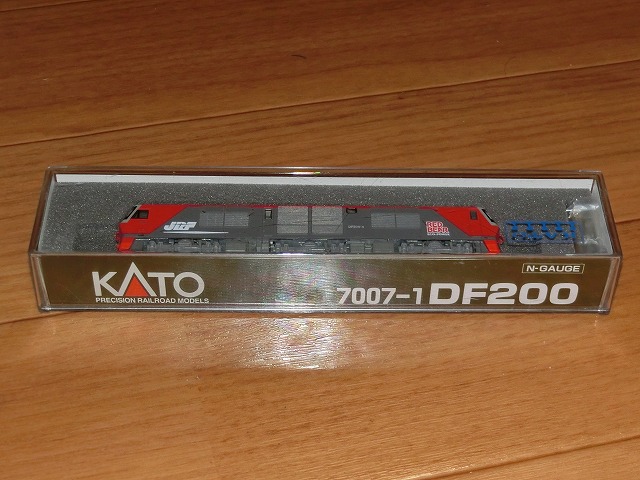 JRF
RED
BEAR
KATO
PRECISION RAILROAD MODELS
N-GAUGE
7007-1 DF200